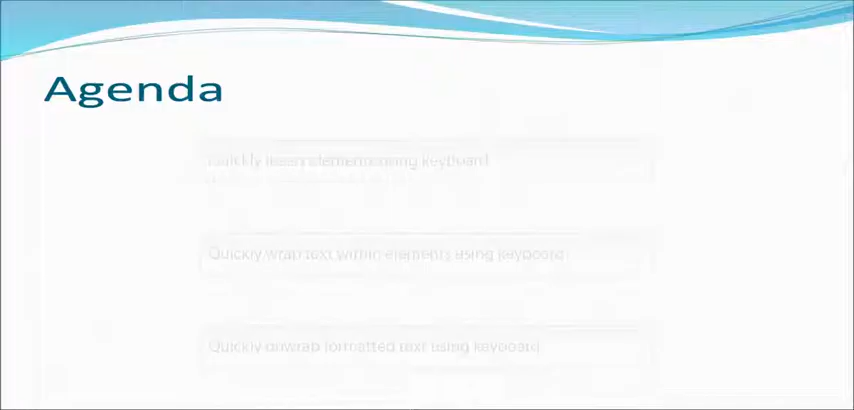 Agenda
Quickly insert elements using keyboard
Quickly wrap text within elements using keyboard
Quickly unwrap formatted text using keyboard